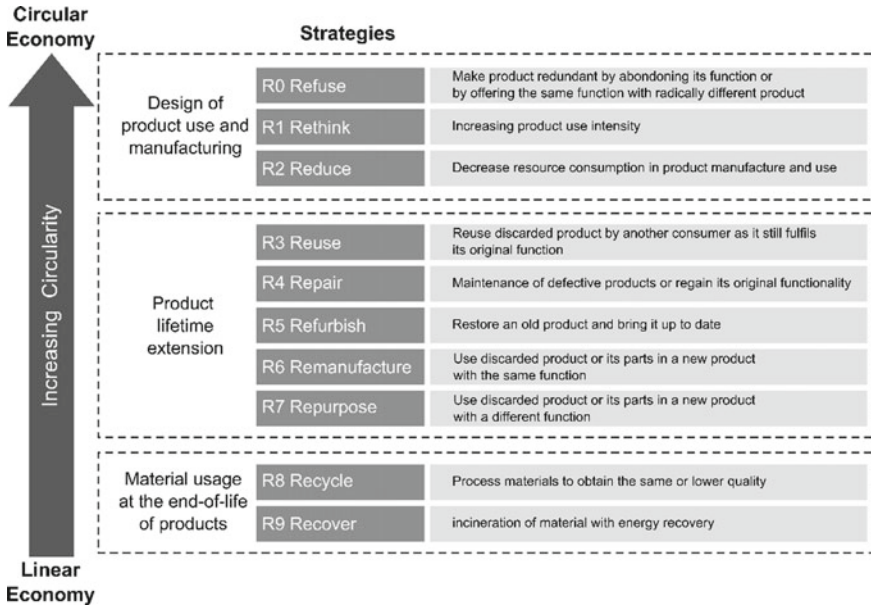 Circular
Economy
Strategies
Increasing Circularity
Design of
product use and
manufacturing
R0 Refuse
Make product redundant by abondoning its function or
by offering the same function with radically different product
R1 Rethink
Increasing product use intensity
R2 Reduce
Decrease resource consumption in product manufacture and use
Product
lifetime
extension
R3 Reuse
Reuse discarded product by another consumer as it still fulfils
its original function
R4 Repair
Maintenance of defective products or regain its original functionality
R5 Refurbish
Restore an old product and bring it up to date
R6 Remanufacture
Use discarded product or its parts in a new product
with the same function
R7 Repurpose
Use discarded product or its parts in a new product
with a different function
Material usage
at the end-of-life
of products
R8 Recycle
Process materials to obtain the same or lower quality
R9 Recover
incineration of material with energy recovery
Linear
Economy